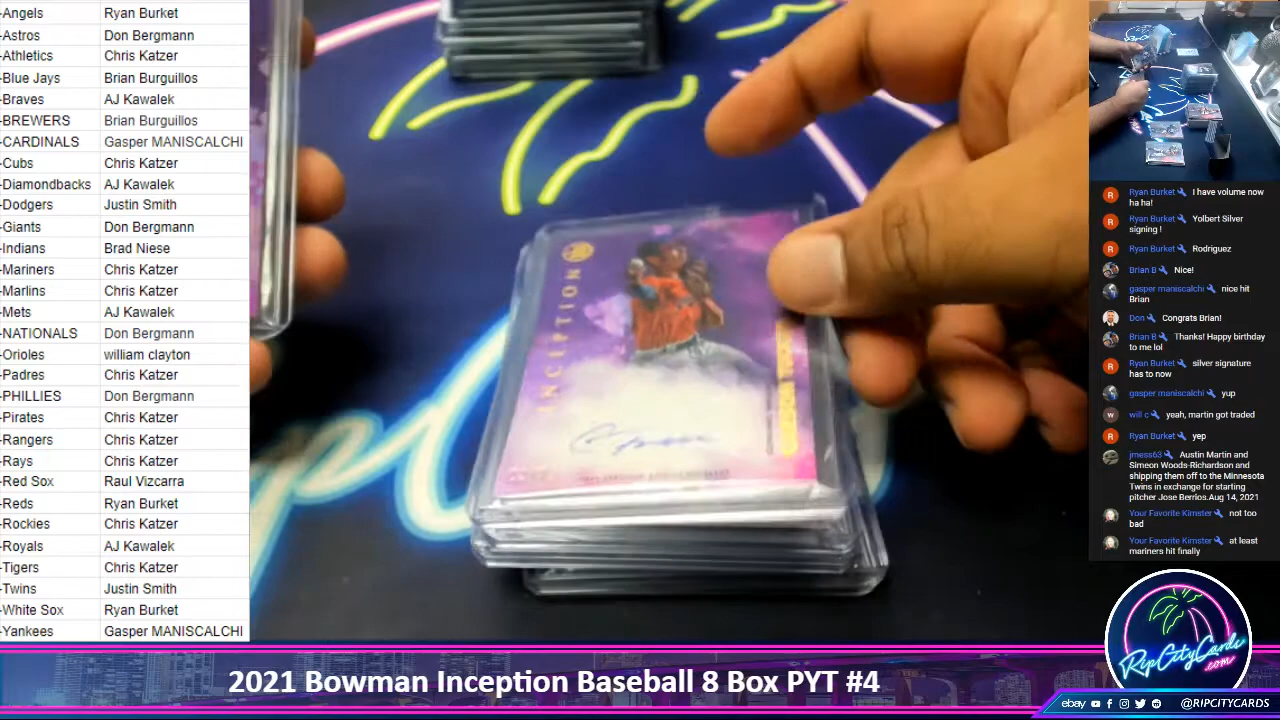 -Angels Ryan Burket
-Astros Don Bergmann
-Athletics Chris Katzer
-Blue Jays Brian Burguillos
-Braves AJ Kawalek
-BREWERS Brian Burguillos
-CARDINALS Gasper MANISCALCHI
-Cubs Chris Katzer
-Diamondbacks AJ Kawalek
-Dodgers Justin Smith
-Giants Don Bergmann
-Indians Brad Niese
-Mariners Chris Katzer
-Marlins Chris Katzer
-Mets AJ Kawalek
-NATIONALS Don Bergmann
-Orioles william clayton
-Padres Chris Katzer
-PHILLIES Don Bergmann
-Pirates Chris Katzer
-Rangers Chris Katzer
-Rays Chris Katzer
-Red Sox Raul Vizcarra
-Reds Ryan Burket
-Rockies Chris Katzer
-Royals AJ Kawalek
-Tigers Chris Katzer
-Twins Justin Smith
-White Sox Ryan Burket
-Yankees Gasper MANISCALCHI
INCEPTION
R Ryan Burket I have volume now
ha ha!
R Ryan Burket Yolbert Silver
signing !
R Ryan Burket Rodriguez
Brian B Nice!
gasper maniscalchi nice hit
Brian
Don Congrats Brian!
Brian B Thanks! Happy birthday
to me lol
R Ryan Burket silver signature
has to now
gasper maniscalchi yup
w will c yeah, martin got traded
R Ryan Burket yep
jmess63 Austin Martin and
Simeon Woods-Richardson and
shipping them off to the Minnesota
Twins in exchange for starting
pitcher Jose Berrios.Aug 14, 2021
Your Favorite Kimster not too
bad
Your Favorite Kimster at least
mariners hit finally
RipCityCards
.com
2021 Bowman Inception Baseball 8 Box PYT #4
ebay @RIPCITYCARDS